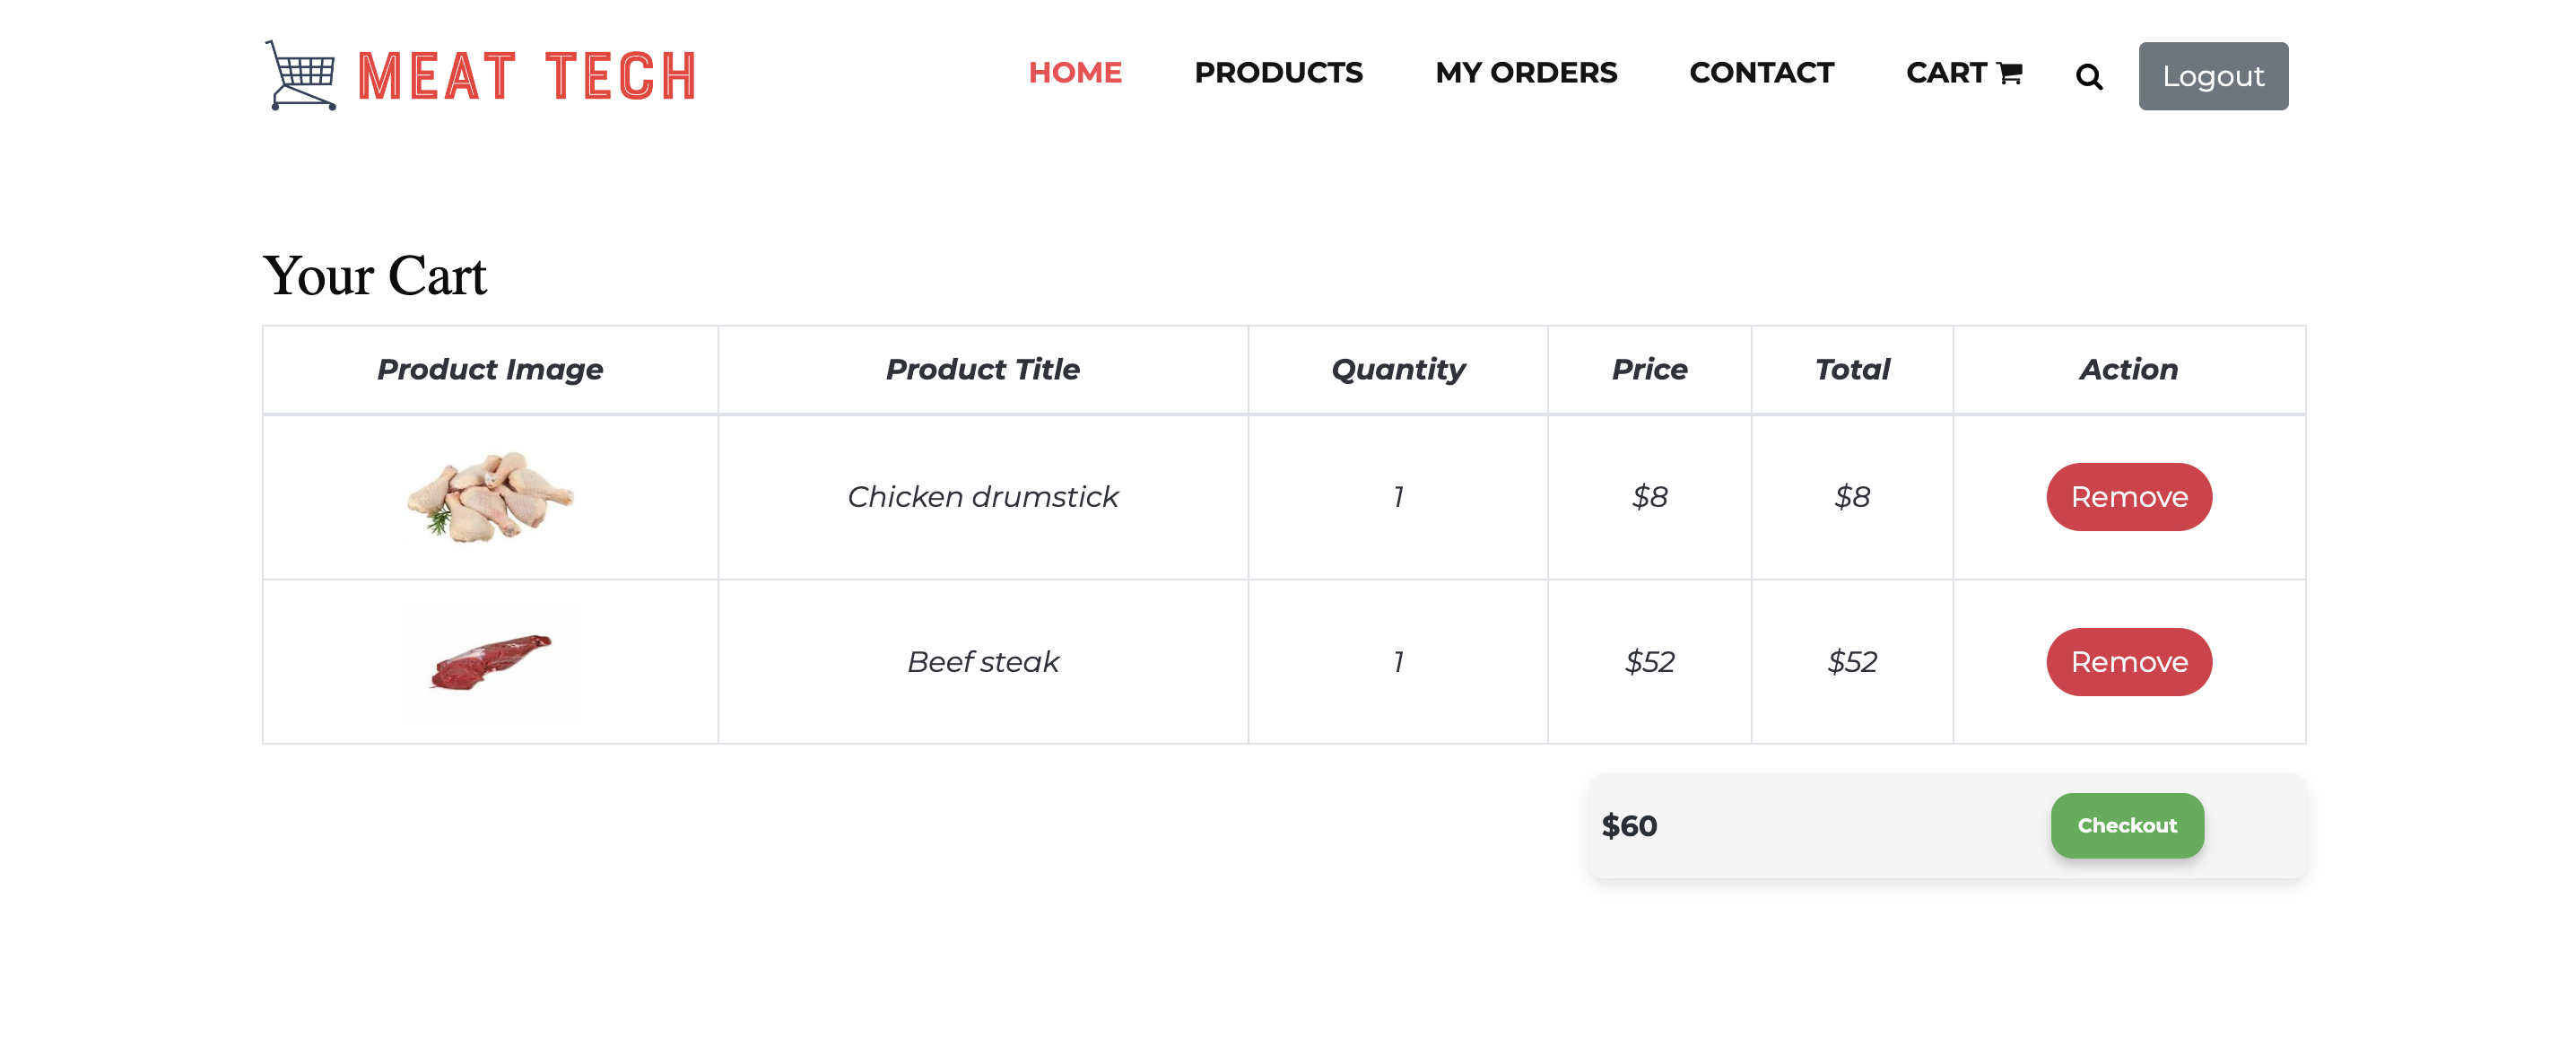 MEAT TECH HOME PRODUCTS MY ORDERS CONTACT CART Logout
Your Cart
Product Image Product Title Quantity Price Total Action
Chicken drumstick 1 $8 $8 Remove
Beef steak 1 $52 $52 Remove
$60 Checkout